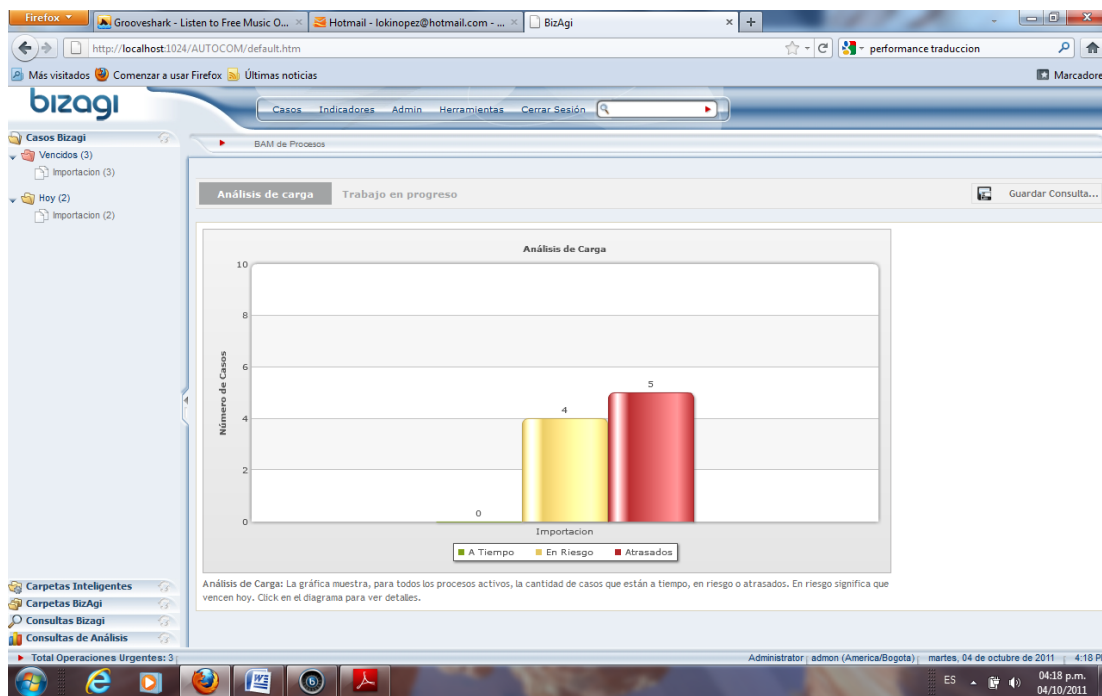 Firefox
Grooveshark - Listen to Free Music O...
Hotmail - lokinopez@hotmail.com - ...
BizAgi
http://localhost:1024/AUTOCOM/default.htm
performance traduccion
Más visitados
Comenzar a usar Firefox
Últimas noticias
Marcadore
bizagi
Casos
Indicadores
Admin
Herramientas
Cerrar Sesión
Casos Bizagi
BAM de Procesos
Vencidos (3)
Importacion (3)
Hoy (2)
Importacion (2)
Análisis de carga
Trabajo en progreso
Guardar Consulta...
Análisis de Carga
Número de Casos
10
8
6
4
2
0
0
4
5
Importacion
A Tiempo
En Riesgo
Atrasados
Análisis de Carga: La gráfica muestra, para todos los procesos activos, la cantidad de casos que están a tiempo, en riesgo o atrasados. En riesgo significa que
vencen hoy. Click en el diagrama para ver detalles.
Carpetas Inteligentes
Carpetas BizAgi
Consultas Bizagi
Consultas de Análisis
Total Operaciones Urgentes: 3
Administrator
admon (America/Bogota)
martes, 04 de octubre de 2011
4:18 P
ES
04:18 p.m.
04/10/2011